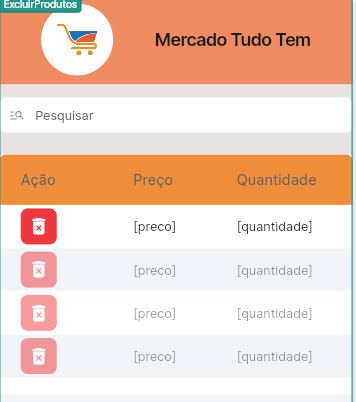 ExcluirProdutos
Mercado Tudo Tem
Pesquisar
Ação Preço Quantidade
[preco] [quantidade]
[preco] [quantidade]
[preco] [quantidade]
[preco] [quantidade]